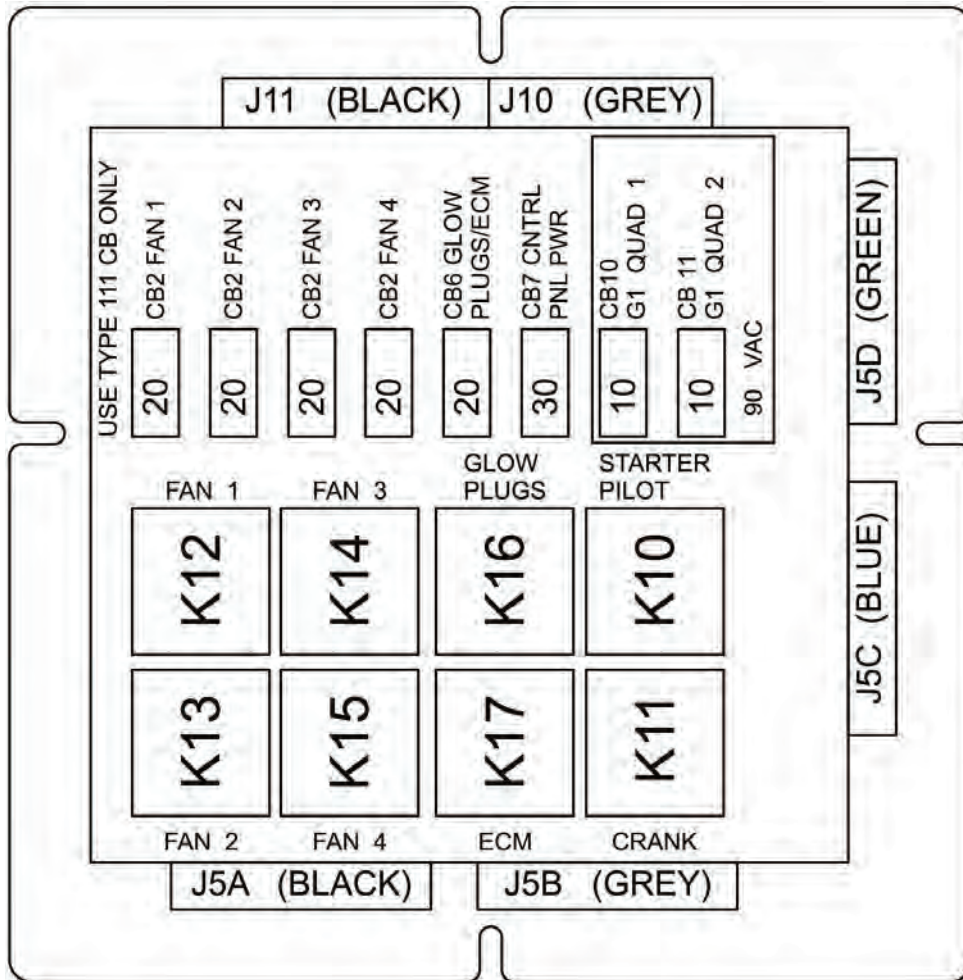 J11 (BLACK)
J10 (GREY)
USE TYPE 111 CB ONLY
20
CB2 FAN 1
20
CB2 FAN 2
20
CB2 FAN 3
20
CB2 FAN 4
20
CB6 GLOW
PLUGS/ECM
30
CB7 CNTRL
PNL PWR
10
CB10
G1 QUAD 1
10
CB 11
G1 QUAD 2
90 VAC
J5D (GREEN)
FAN 1
FAN 3
GLOW
PLUGS
STARTER
PILOT
K12
K14
K16
K10
J5C (BLUE)
K13
K15
K17
K11
FAN 2
FAN 4
ECM
CRANK
J5A (BLACK)
J5B (GREY)